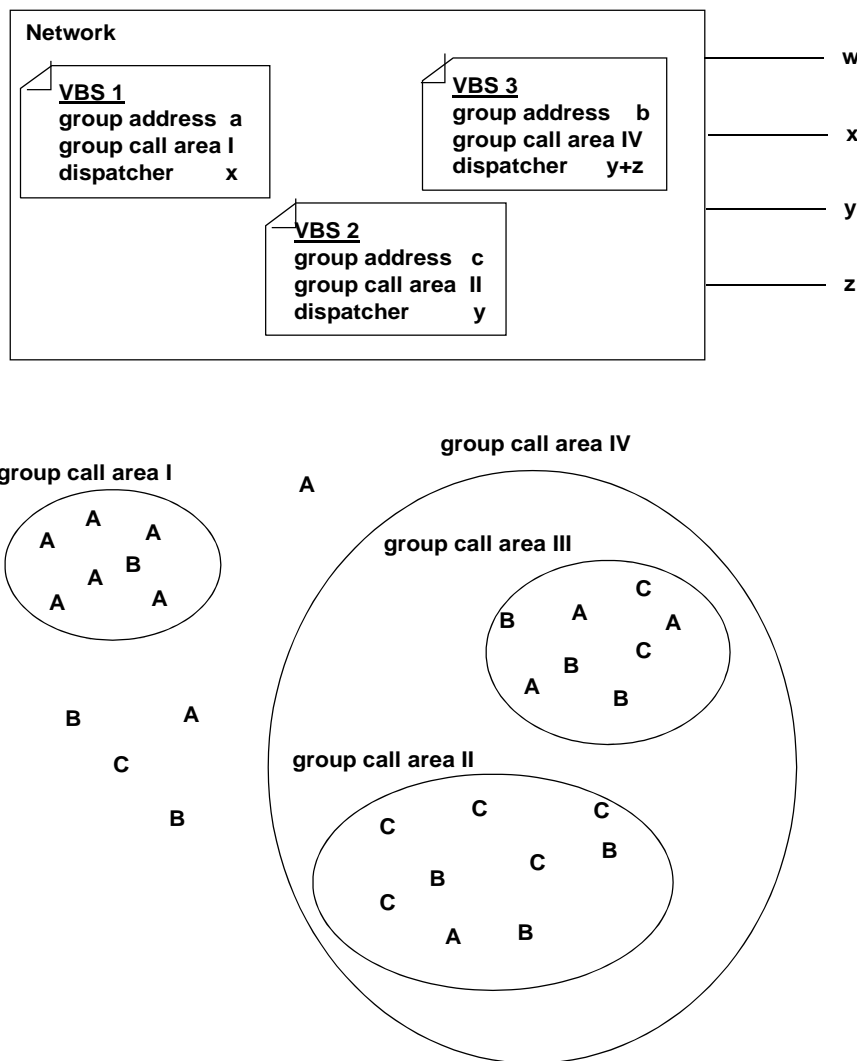 Network
w
VBS 1
group address a
group call area I
dispatcher x
VBS 3
group address b
group call area IV
dispatcher y+z
x
VBS 2
group address c
group call area II
dispatcher y
y
z
group call area IV
group call area I
A
A
A
A
group call area III
A
B
A
A
C
B
A
A
C
B
A
B
B
A
C
group call area II
B
C
C
C
B
C
B
C
A
B